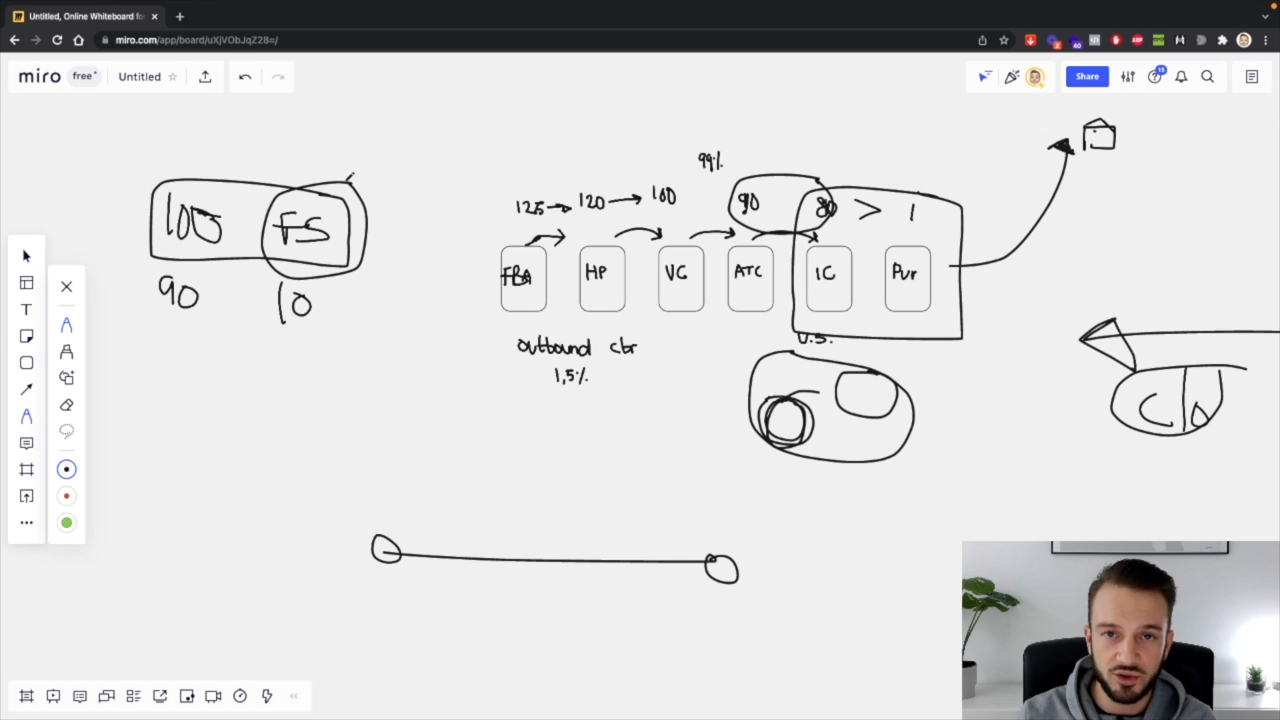 Untitled, Online Whiteboard fo
miro.com/app/board/uXjVObJqZ28=/
miro
free
Untitled
Share
13
99%
125 120 100
90 80 > 1
100 FS
90 10
FBA HP VC ATC IC Pur
outbound ctr
1,5%
U.S.
C O